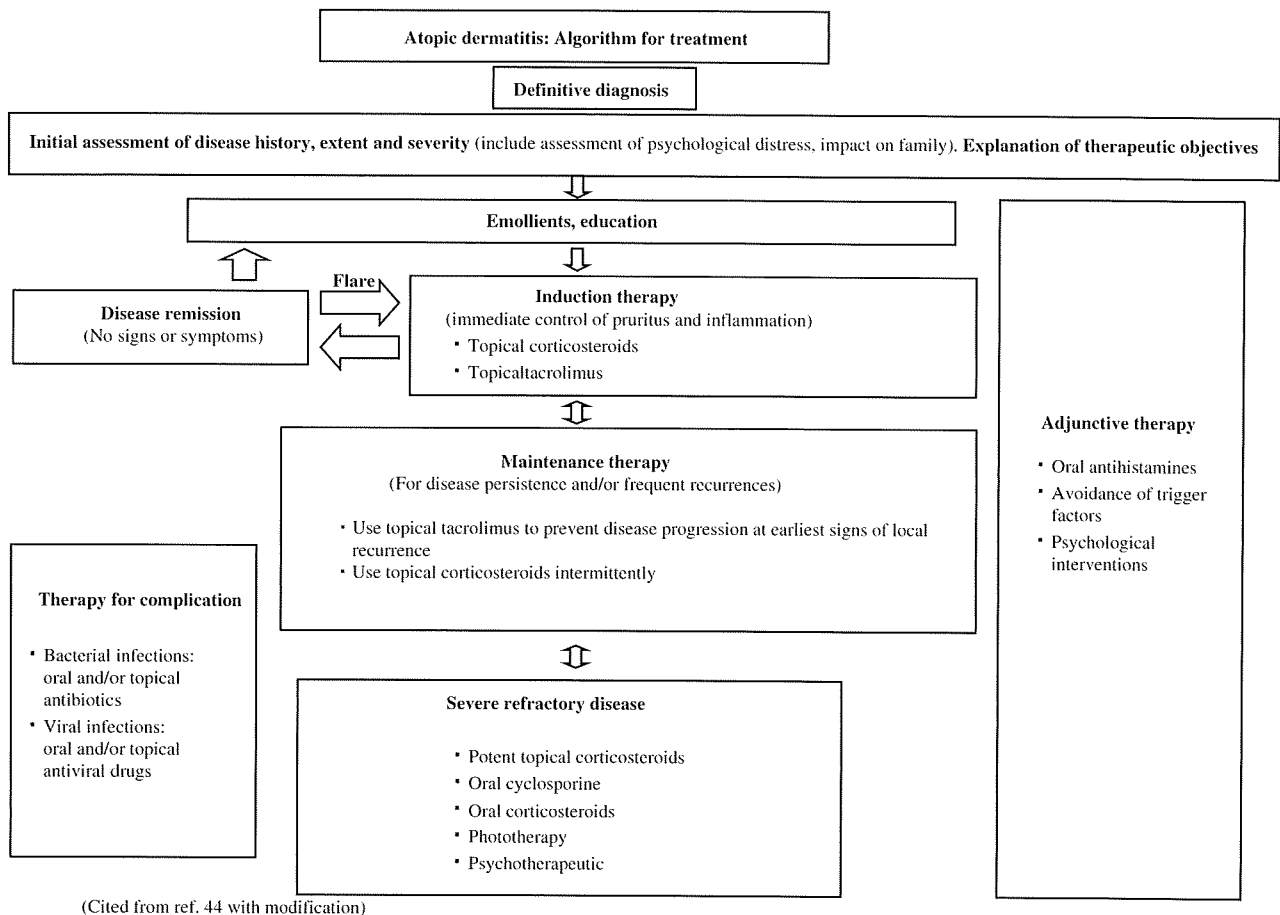 Atopic dermatitis: Algorithm for treatment
Definitive diagnosis
Initial assessment of disease history, extent and severity (include assessment of psychological distress, impact on family). Explanation of therapeutic objectives
Emollients, education
Flare
Disease remission
(No signs or symptoms)
Induction therapy
(immediate control of pruritus and inflammation)
▪ Topical corticosteroids
▪ Topicaltacrolimus
Maintenance therapy
(For disease persistence and/or frequent recurrences)
▪ Use topical tacrolimus to prevent disease progression at earliest signs of local
recurrence
▪ Use topical corticosteroids intermittently
Adjunctive therapy
▪ Oral antihistamines
▪ Avoidance of trigger
factors
▪ Psychological
interventions
Therapy for complication
▪ Bacterial infections:
oral and/or topical
antibiotics
▪ Viral infections:
oral and/or topical
antiviral drugs
Severe refractory disease
▪ Potent topical corticosteroids
▪ Oral cyclosporine
▪ Oral corticosteroids
▪ Phototherapy
▪ Psychotherapeutic
(Cited from ref. 44 with modification)